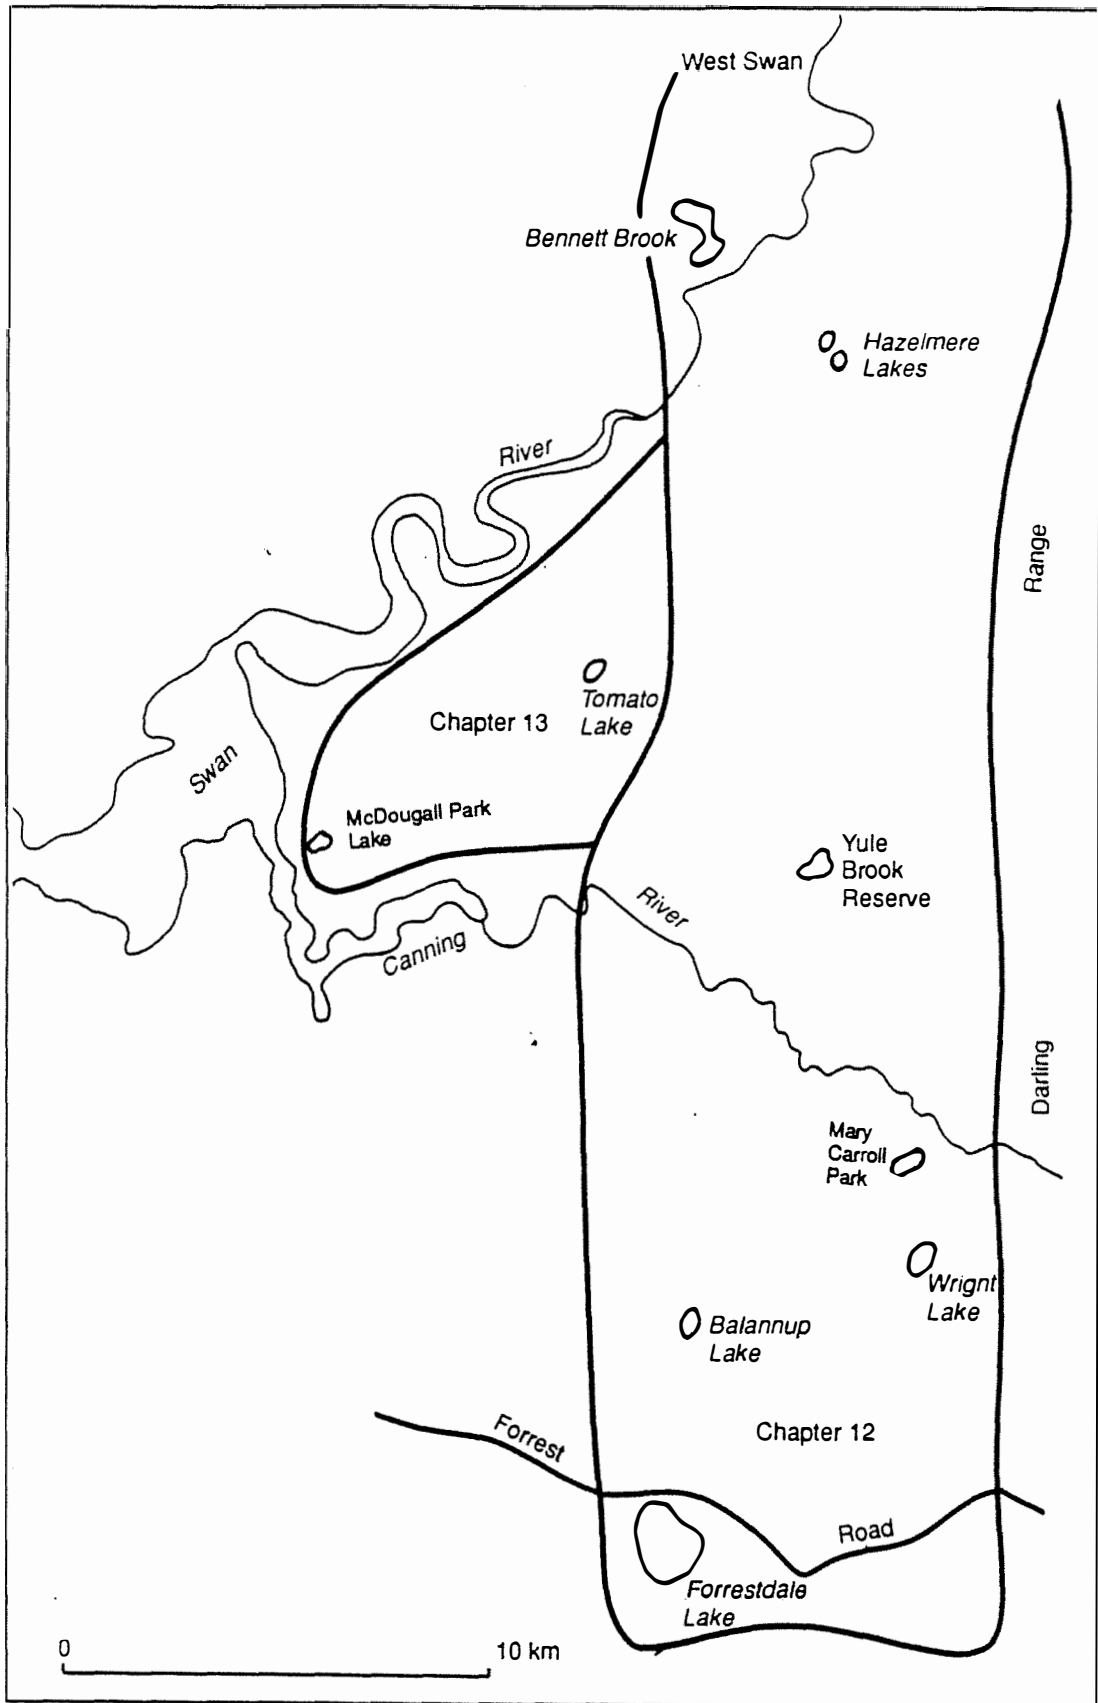 West Swan
Bennett Brook
Hazelmere
Lakes
River
Range
Tomato
Lake
Chapter 13
Swan
McDougall Park
Lake
Yule
Brook
Reserve
River
Canning
Darling
Mary
Carroll
Park
Wrignt
Lake
Balannup
Lake
Chapter 12
Forrest
Road
Forrestdale
Lake
0
10 km